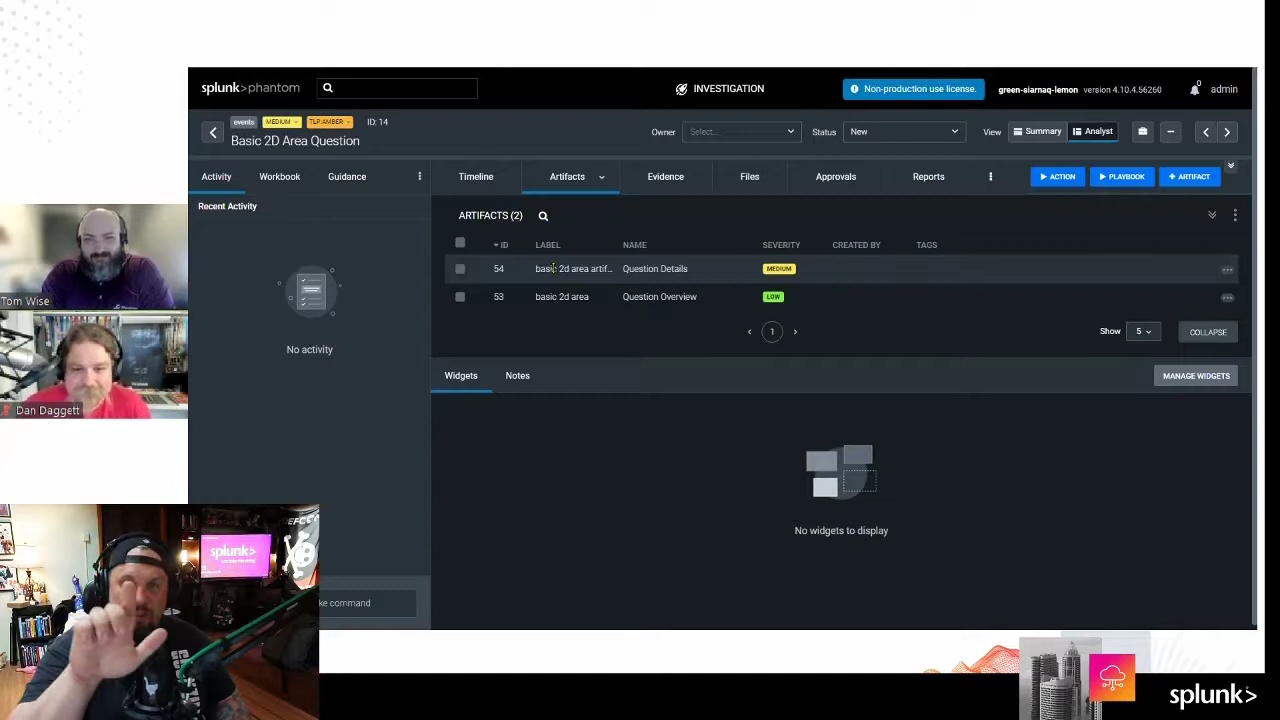 splunk>phantom
INVESTIGATION
Non-production use license.
green-siarnaq-lemon version 4.10.4.56260
admin
events MEDIUM TLP:AMBER ID: 14
Basic 2D Area Question
Owner Select... Status New View Summary Analyst
Activity Workbook Guidance
Timeline Artifacts Evidence Files Approvals Reports
ACTION PLAYBOOK + ARTIFACT
Recent Activity
No activity
ARTIFACTS (2)
ID LABEL NAME SEVERITY CREATED BY TAGS
54 basic 2d area artif... Question Details MEDIUM
53 basic 2d area Question Overview LOW
1
Show 5 COLLAPSE
Widgets Notes MANAGE WIDGETS
No widgets to display
Tom Wise
Dan Daggett
splunk>
DEFCON
ke command
splunk>